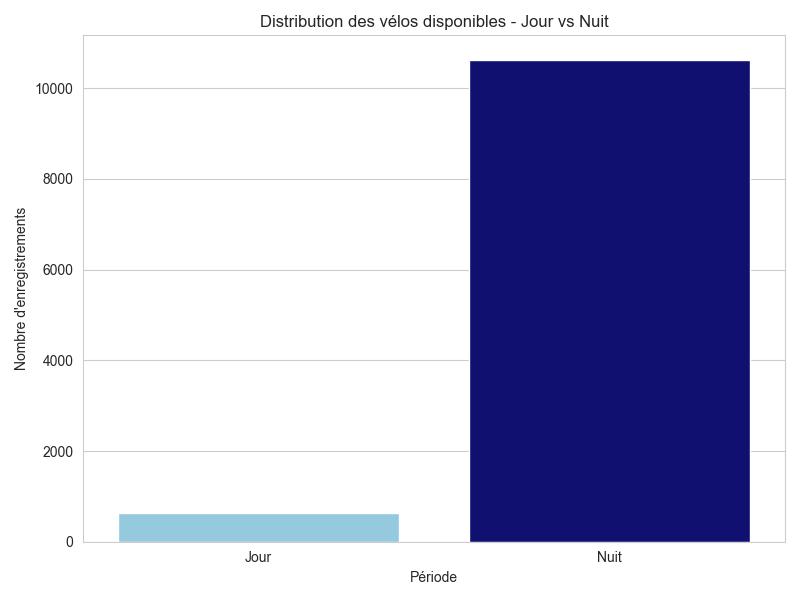 Distribution des vélos disponibles - Jour vs Nuit
10000
8000
6000
4000
2000
0
Nombre d'enregistrements
Jour
Nuit
Période